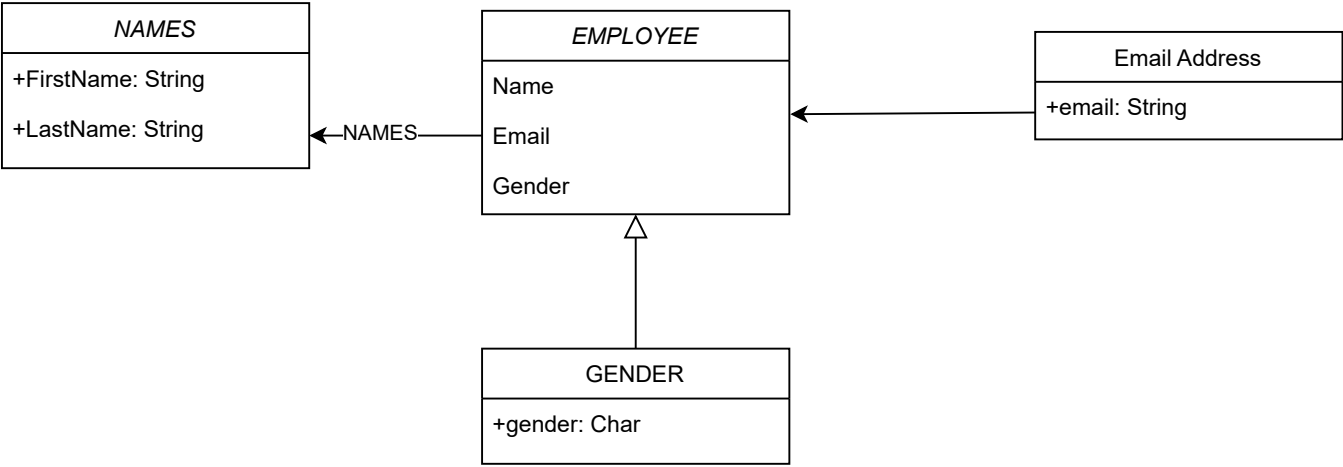 NAMES
+FirstName: String
+LastName: String
NAMES
EMPLOYEE
Name
Email
Gender
Email Address
+email: String
GENDER
+gender: Char